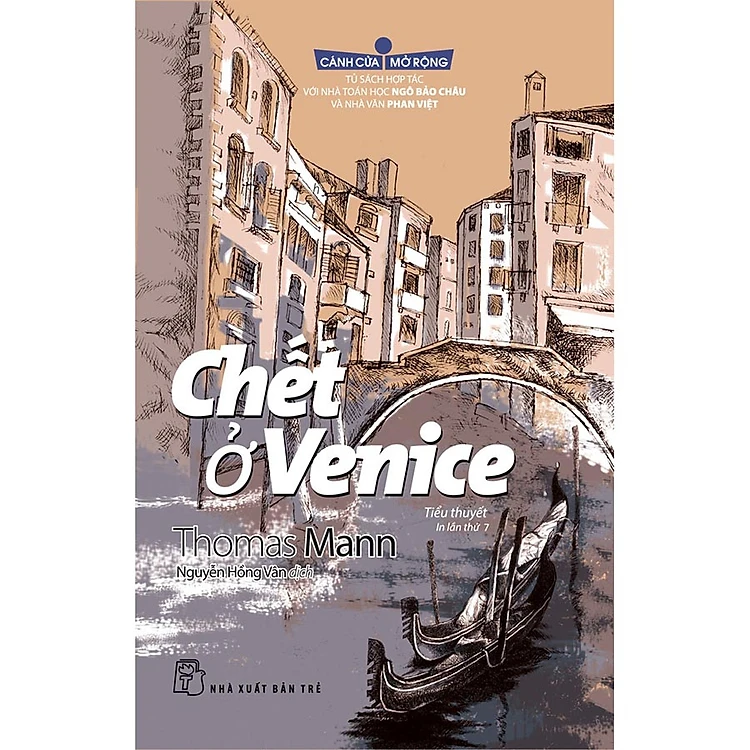 CÁNH CỬA MỞ RỘNG
TỦ SÁCH HỢP TÁC
VỚI NHÀ TOÁN HỌC NGÔ BẢO CHÂU
VÀ NHÀ VĂN PHAN VIỆT
Chết
ở Venice
Tiểu thuyết
In lần thứ 7
Thomas Mann
Nguyễn Hồng Vân dịch
NHÀ XUẤT BẢN TRẺ